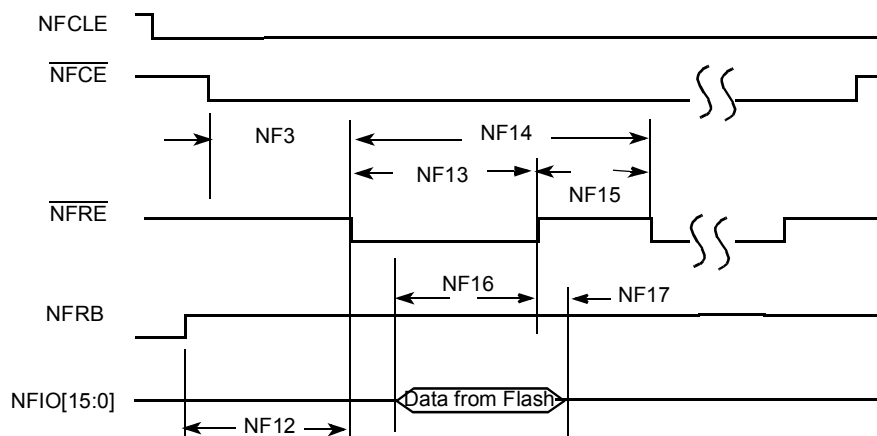 NFCLE
NFCE
NF3
NF14
NF13
NF15
NFRE
NF16
NF17
NFRB
NFIO[15:0]
Data from Flash
NF12